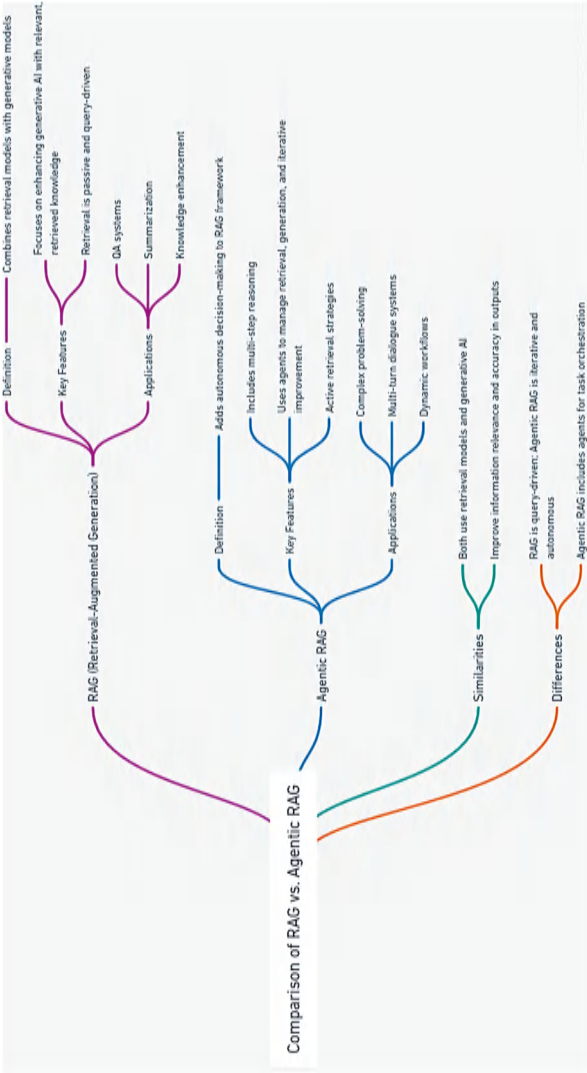 Comparison of RAG vs. Agentic RAG
RAG (Retrieval-Augmented Generation)
Definition
Combines retrieval models with generative models
Key Features
Focuses on enhancing generative AI with relevant,
retrieved knowledge
Retrieval is passive and query-driven
Applications
QA systems
Summarization
Knowledge enhancement
Agentic RAG
Definition
Adds autonomous decision-making to RAG framework
Key Features
Includes multi-step reasoning
Uses agents to manage retrieval, generation, and iterative
improvement
Active retrieval strategies
Applications
Complex problem-solving
Multi-turn dialogue systems
Dynamic workflows
Similarities
Both use retrieval models and generative AI
Improve information relevance and accuracy in outputs
Differences
RAG is query-driven; Agentic RAG is iterative and
autonomous
Agentic RAG includes agents for task orchestration